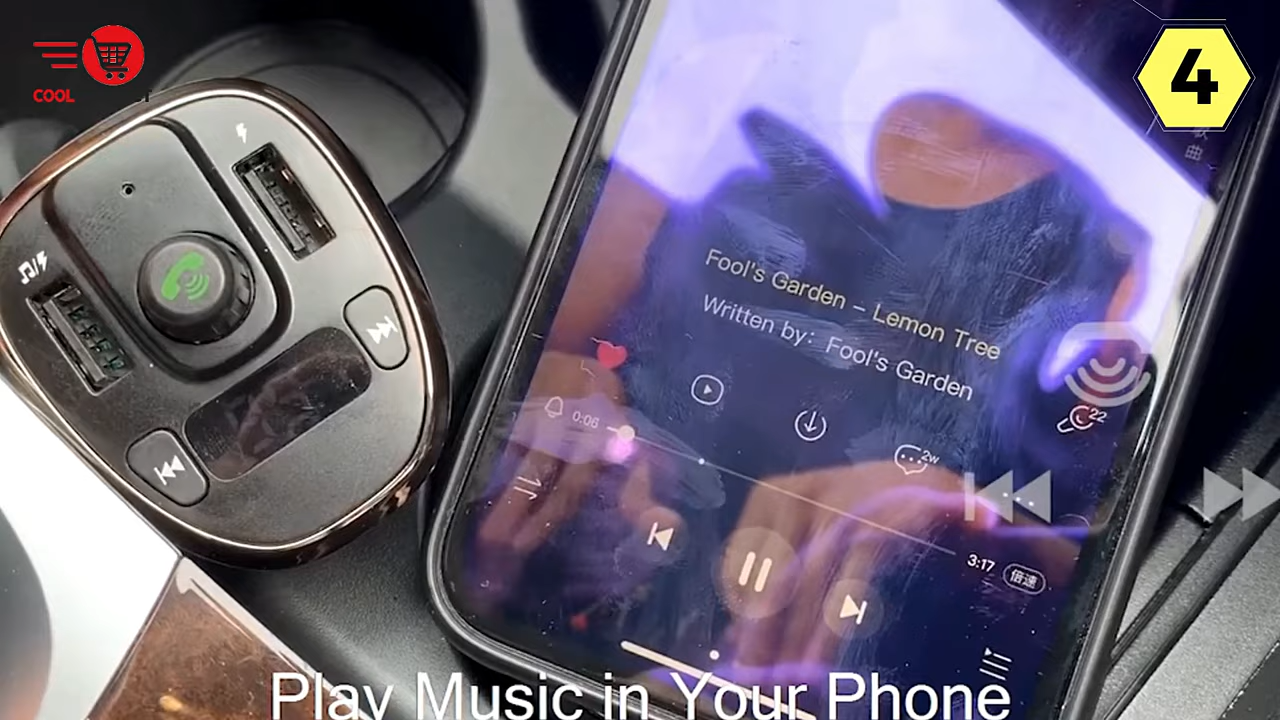 COOL
4
曲
Fool's Garden - Lemon Tree
Written by: Fool's Garden
22
0:06
2w
3:17
倍速
Play Music in Your Phone